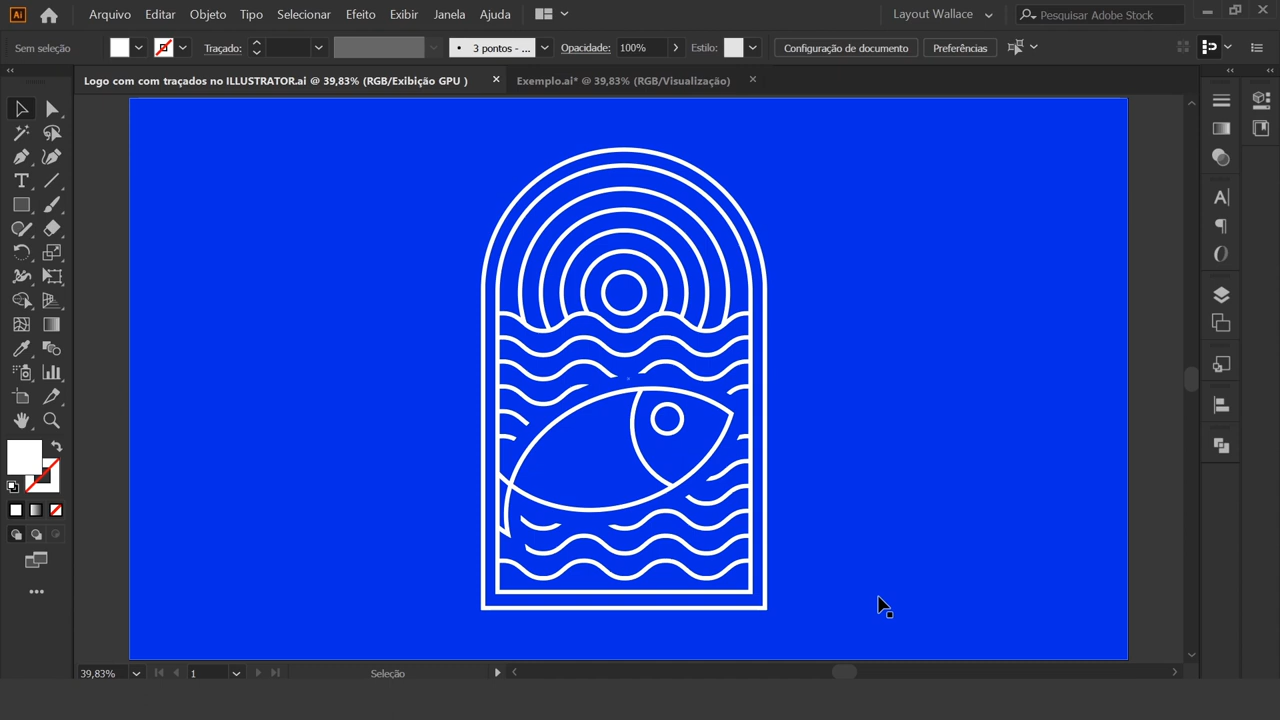 Ai Arquivo Editar Objeto Tipo Selecionar Efeito Exibir Janela Ajuda Layout Wallace Pesquisar Adobe Stock
Sem seleção Traçado: 3 pontos - ... Opacidade: 100% Estilo: Configuração de documento Preferências
Logo com com traçados no ILLUSTRATOR.ai @ 39,83% (RGB/Exibição GPU ) Exemplo.ai* @ 39,83% (RGB/Visualização)
39,83% 1 Seleção